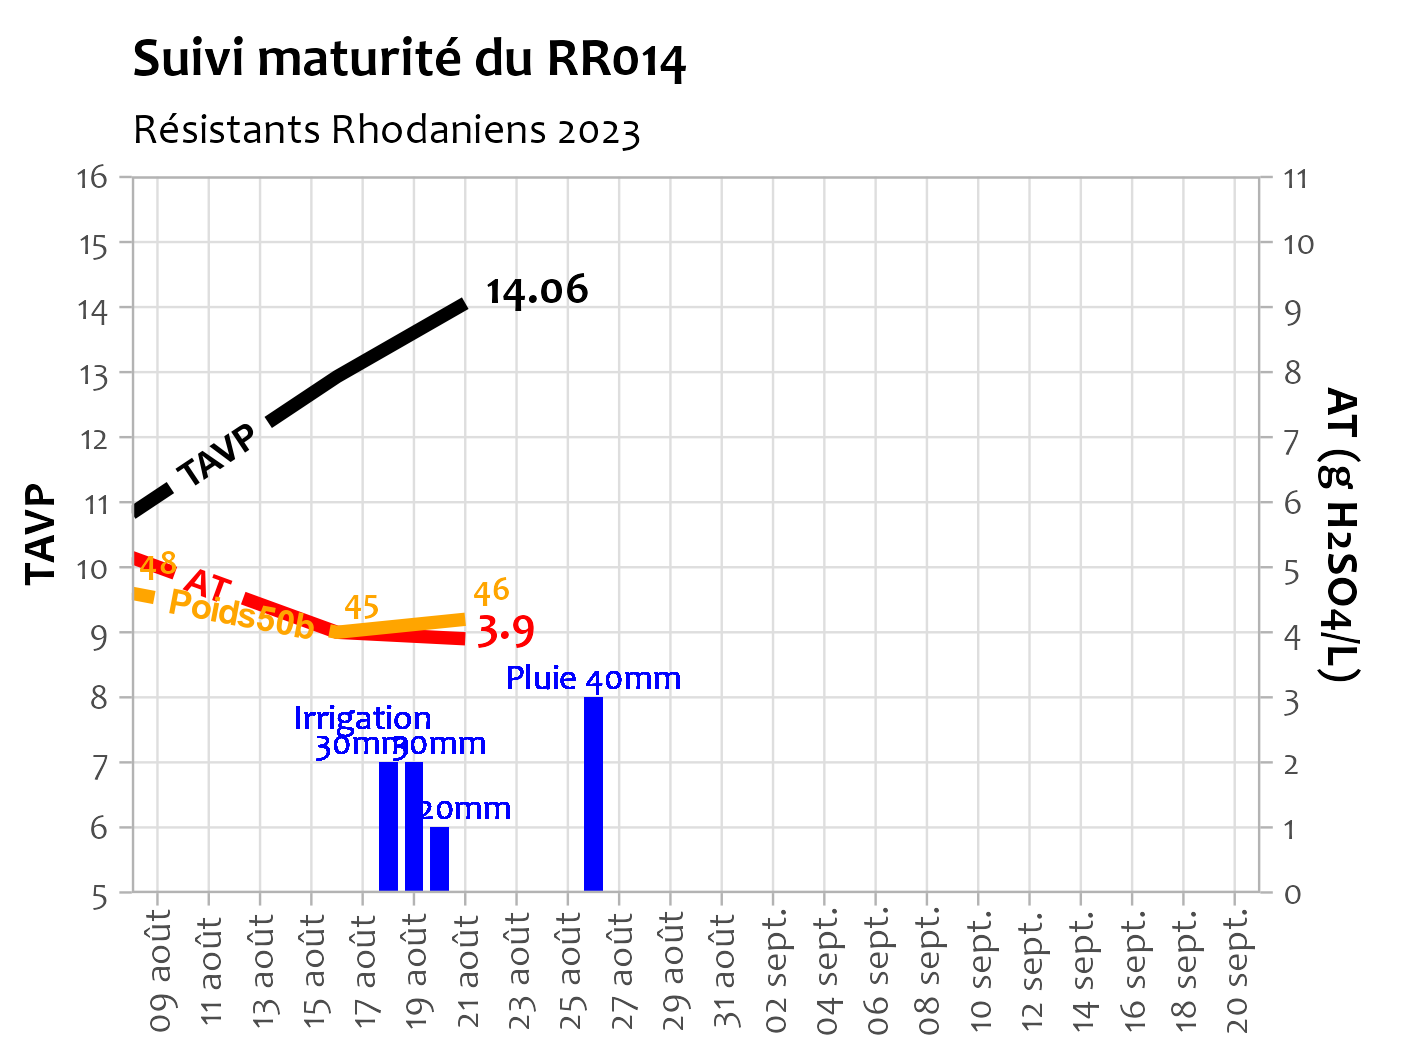 Suivi maturité du RR014
Résistants Rhodaniens 2023
16
15
14
13
12
11
10
9
8
7
6
5
TAVP
11
10
9
8
7
6
5
4
3
2
1
0
AT (g H2SO4/L)
14.06
TAVP
48
AT
Poids50b
45
46
3.9
Pluie 40mm
Irrigation
30mm
30mm
20mm
09 août
11 août
13 août
15 août
17 août
19 août
21 août
23 août
25 août
27 août
29 août
31 août
02 sept.
04 sept.
06 sept.
08 sept.
10 sept.
12 sept.
14 sept.
16 sept.
18 sept.
20 sept.